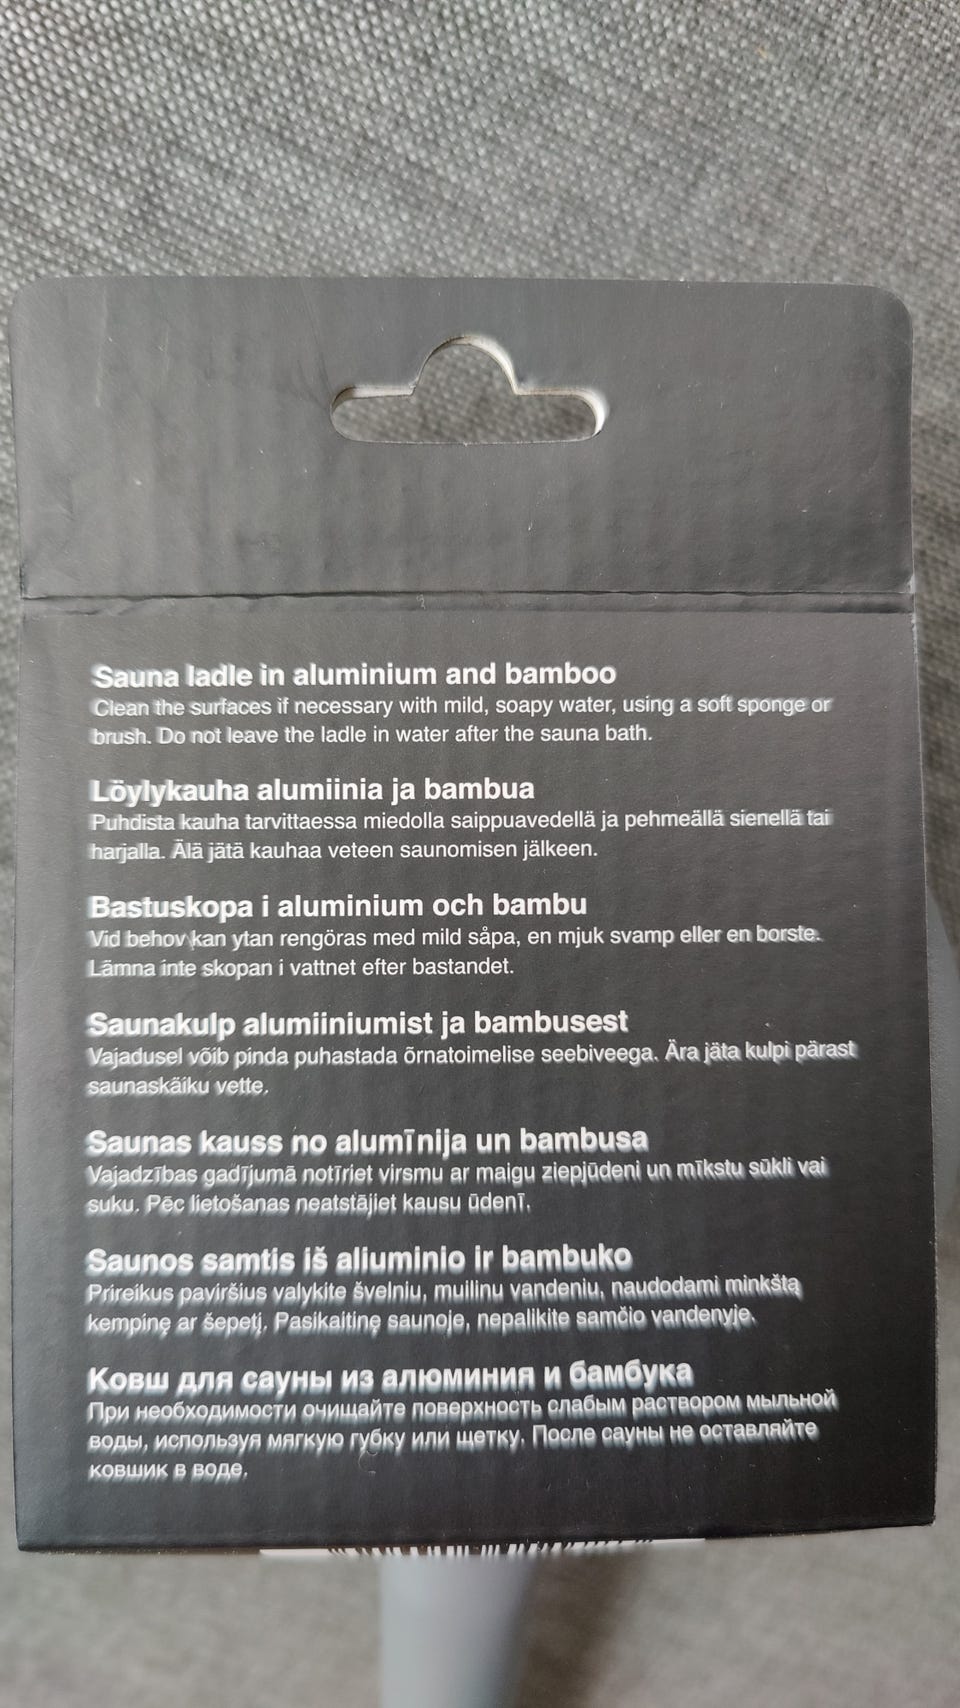 Sauna ladle in aluminium and bamboo
Clean the surfaces if necessary with mild, soapy water, using a soft sponge or
brush. Do not leave the ladle in water after the sauna bath.
Löylykauha alumiinia ja bambua
Puhdista kauha tarvittaessa miedolla saippuavedellä ja pehmeällä sienellä tai
harjalla. Älä jätä kauhaa veteen saunomisen jälkeen.
Bastuskopa i aluminium och bambu
Vid behov kan ytan rengöras med mild såpa, en mjuk svamp eller en borste.
Lämna inte skopan i vattnet efter bastandet.
Saunakulp alumiiniumist ja bambusest
Vajadusel võib pinda puhastada õrnatoimelise seebiveega. Ära jäta kulpi pärast
saunaskäiku vette.
Saunas kauss no alumīnija un bambusa
Vajadzības gadījumā notīriet virsmu ar maigu ziepjūdeni un mīkstu sūkli vai
suku. Pēc lietošanas neatstājiet kausu ūdenī.
Saunos samtis iš aliuminio ir bambuko
Prireikus paviršius valykite švelniu, muilinu vandeniu, naudodami minkštą
kempinę ar šepetį. Pasikaitinę saunoje, nepalikite samčio vandenyje.
Ковш для сауны из алюминия и бамбука
При необходимости очищайте поверхность слабым раствором мыльной
воды, используя мягкую губку или щетку. После сауны не оставляйте
ковшик в воде.